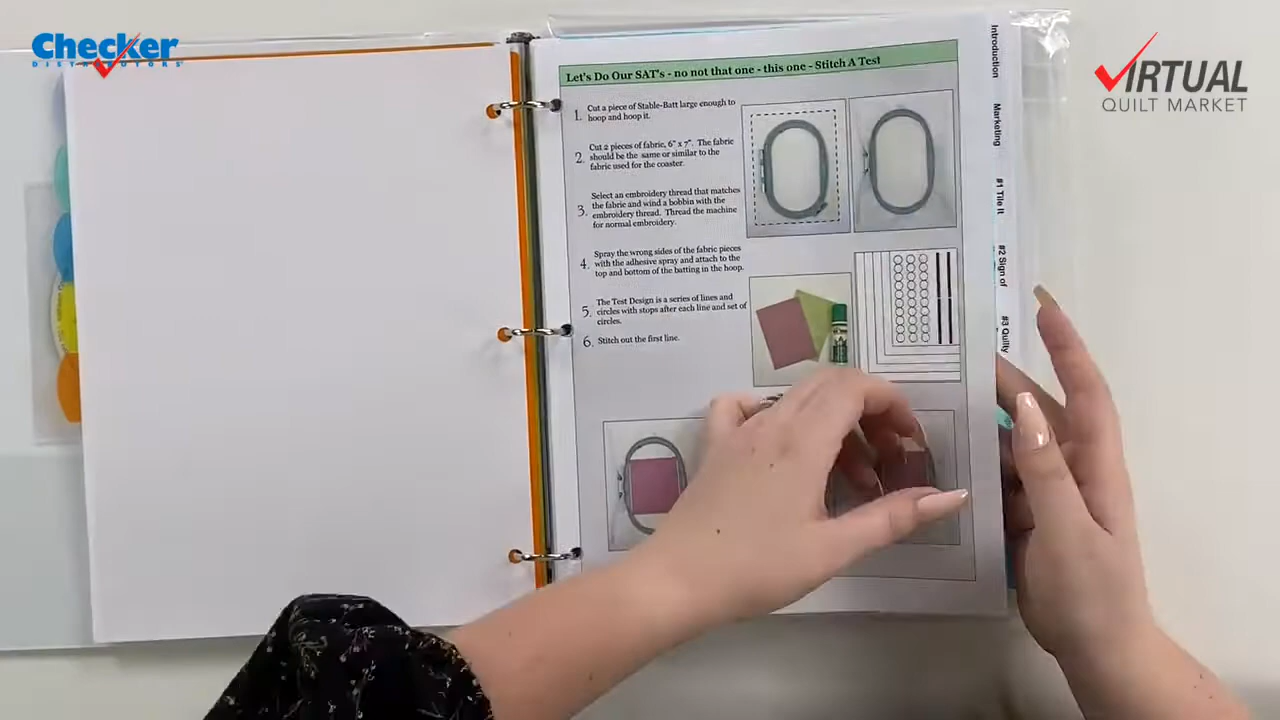 Checker
DISTRIBUTORS
VIRTUAL
QUILT MARKET
Let's Do Our SAT's - no not that one - this one - Stitch A Test
1. Cut a piece of Stable-Batt large enough to
hoop and hoop it.
2. Cut 2 pieces of fabric, 6" x 7". The fabric
should be the same or similar to the
fabric used for the coaster.
3. Select an embroidery thread that matches
the fabric and wind a bobbin with the
embroidery thread. Thread the machine
for normal embroidery.
4. Spray the wrong sides of the fabric pieces
with the adhesive spray and attach to the
top and bottom of the batting in the hoop.
5. The Test Design is a series of lines and
circles with stops after each line and set of
circles.
6. Stitch out the first line.
Introduction
Marketing
#1 Tile It
#2 Sign of
#3 Quilty